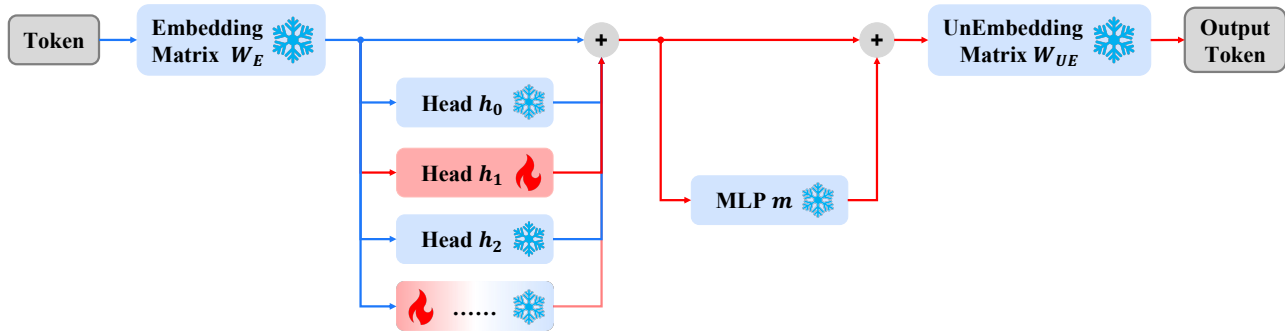 Token
Embedding
Matrix W_E
+
+
UnEmbedding
Matrix W_UE
Output
Token
Head h_0
Head h_1
Head h_2
......
MLP m